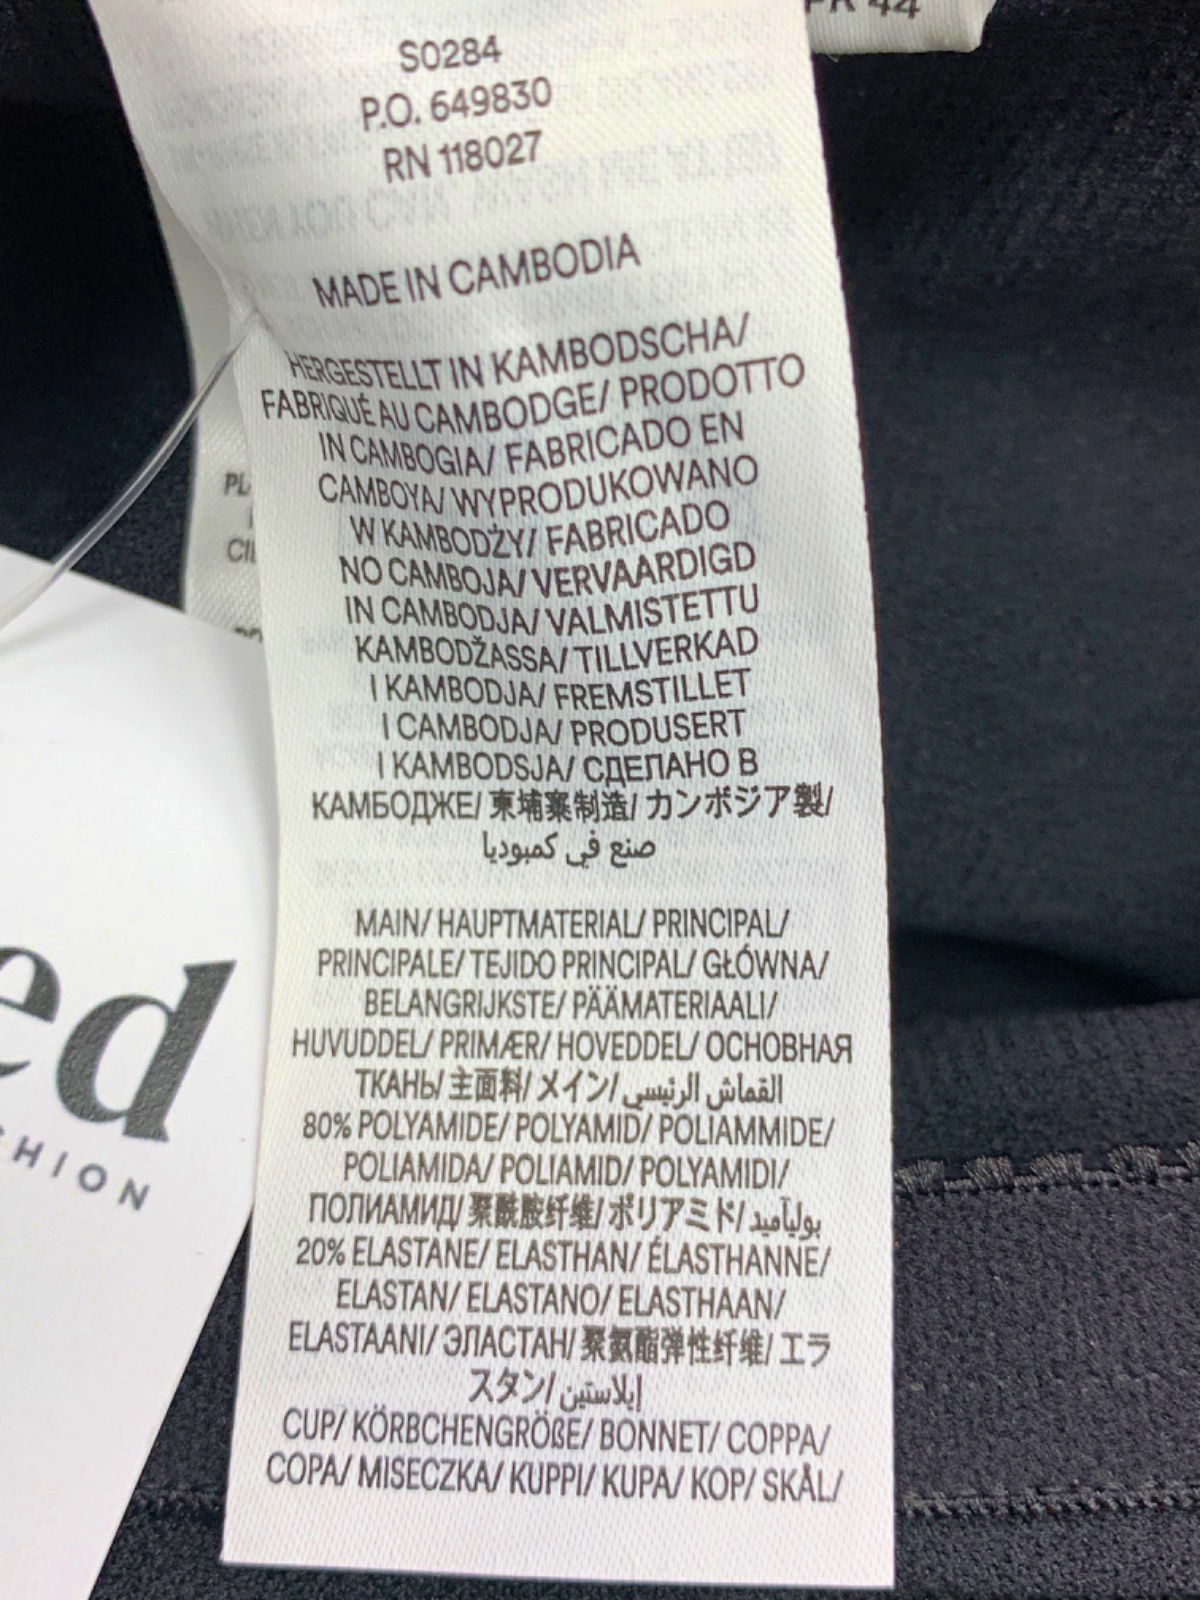 FR 44
S0284
P.O. 649830
RN 118027
MADE IN CAMBODIA
HERGESTELLT IN KAMBODSCHA/
FABRIQUÉ AU CAMBODGE/ PRODOTTO
IN CAMBOGIA/ FABRICADO EN
CAMBOYA/ WYPRODUKOWANO
W KAMBODŻY/ FABRICADO
NO CAMBOJA/ VERVAARDIGD
IN CAMBODJA/ VALMISTETTU
KAMBODŽASSA/ TILLVERKAD
I KAMBODJA/ FREMSTILLET
I CAMBODJA/ PRODUSERT
I KAMBODSJA/ СДЕЛАНО В
КАМБОДЖЕ/ 柬埔寨制造/ カンボジア製/
صنع في كمبوديا
MAIN/ HAUPTMATERIAL/ PRINCIPAL/
PRINCIPALE/ TEJIDO PRINCIPAL/ GŁÓWNA/
BELANGRIJKSTE/ PÄÄMATERIAALI/
HUVUDDEL/ PRIMÆR/ HOVEDDEL/ ОСНОВНАЯ
ТКАНЬ/ 主面料/ メイン/ القماش الرئيسي
80% POLYAMIDE/ POLYAMID/ POLIAMMIDE/
POLIAMIDA/ POLIAMID/ POLYAMIDI/
ПОЛИАМИД/ 聚酰胺纤维/ ポリアミド/ بوليآميد
20% ELASTANE/ ELASTHAN/ ÉLASTHANNE/
ELASTAN/ ELASTANO/ ELASTHAAN/
ELASTAANI/ ЭЛАСТАН/ 聚氨酯弹性纤维/ エラ
スタン/ إيلاستين
CUP/ KÖRBCHENGRÖßE/ BONNET/ COPPA/
COPA/ MISECZKA/ KUPPI/ KUPA/ KOP/ SKÅL/
PL
CI
ed
SHION